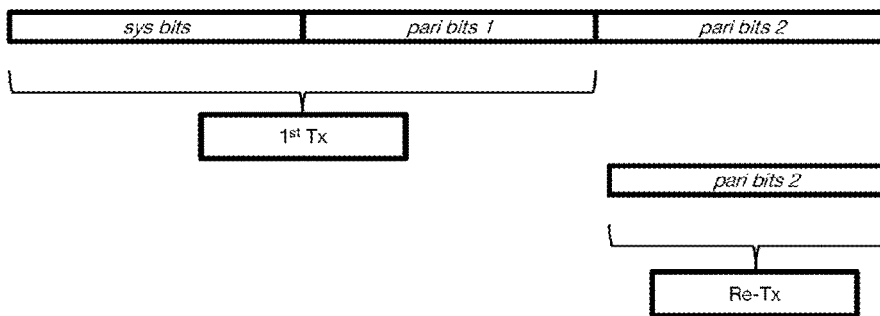 sys bits pari bits 1 pari bits 2
1st Tx
pari bits 2
Re-Tx